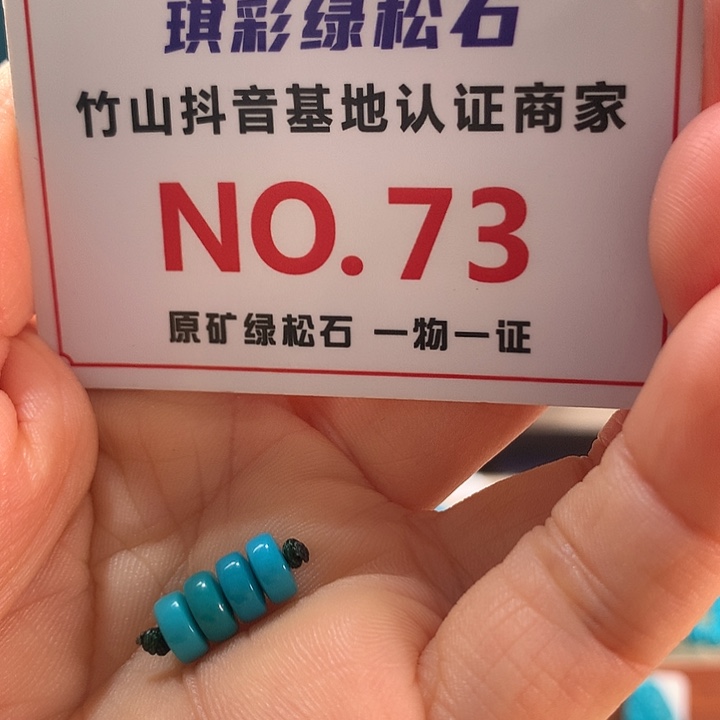 琪彩绿松石
竹山抖音基地认证商家
NO.73
原矿绿松石 一物一证